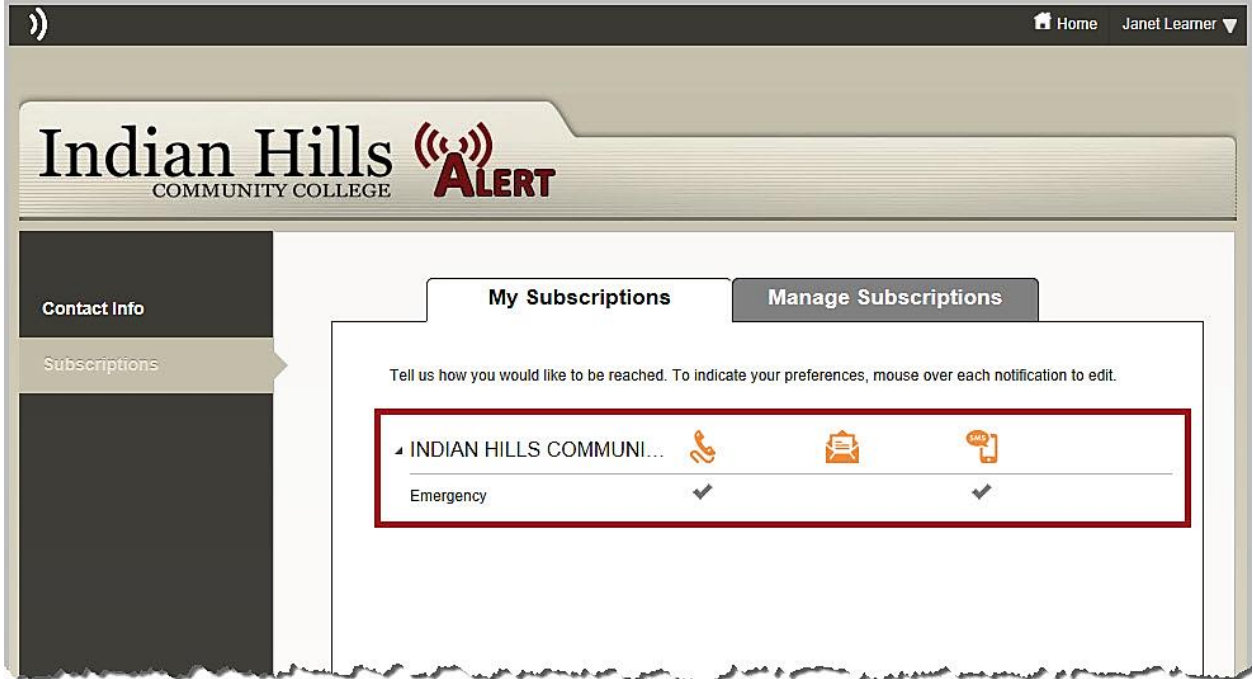 Home Janet Learner
Indian Hills
COMMUNITY COLLEGE
ALERT
Contact Info
Subscriptions
My Subscriptions Manage Subscriptions
Tell us how you would like to be reached. To indicate your preferences, mouse over each notification to edit.
INDIAN HILLS COMMUNI...
SMS
Emergency